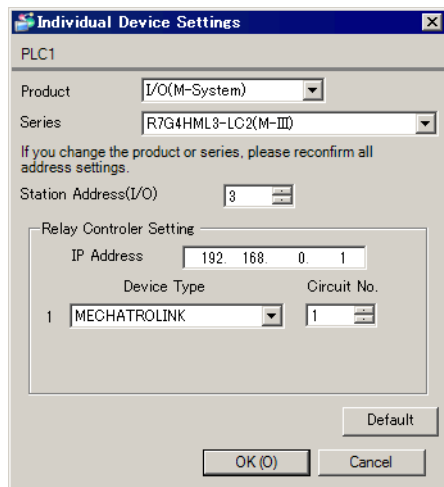 Individual Device Settings
PLC1
Product I/O(M-System)
Series R7G4HML3-LC2(M-III)
If you change the product or series, please reconfirm all
address settings.
Station Address(I/O) 3
Relay Controler Setting
IP Address 192. 168. 0. 1
Device Type Circuit No.
1 MECHATROLINK 1
Default
OK (O) Cancel